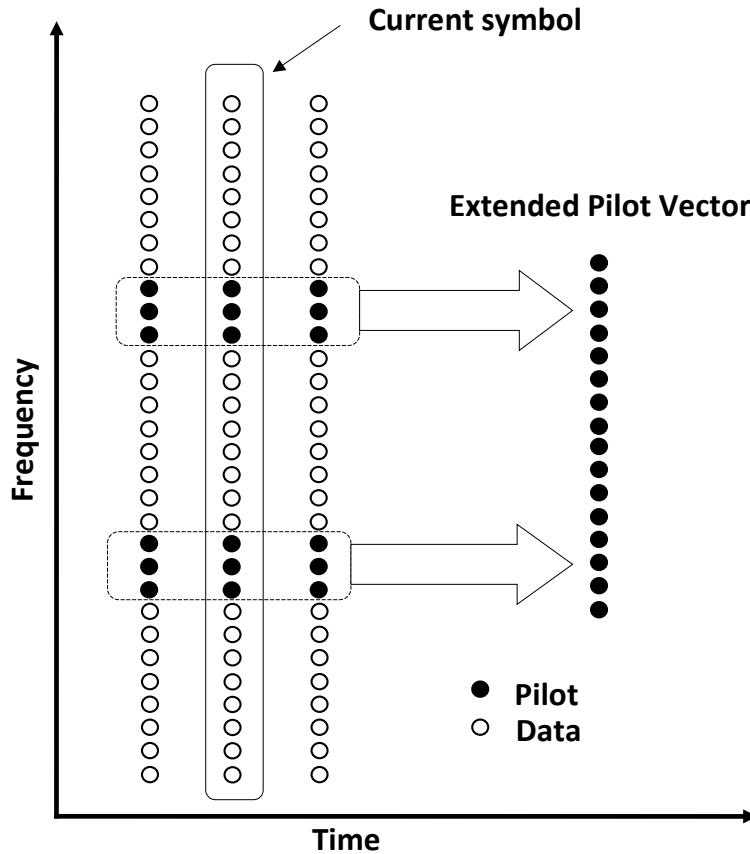 Current symbol
Extended Pilot Vector
Frequency
Pilot
Data
Time